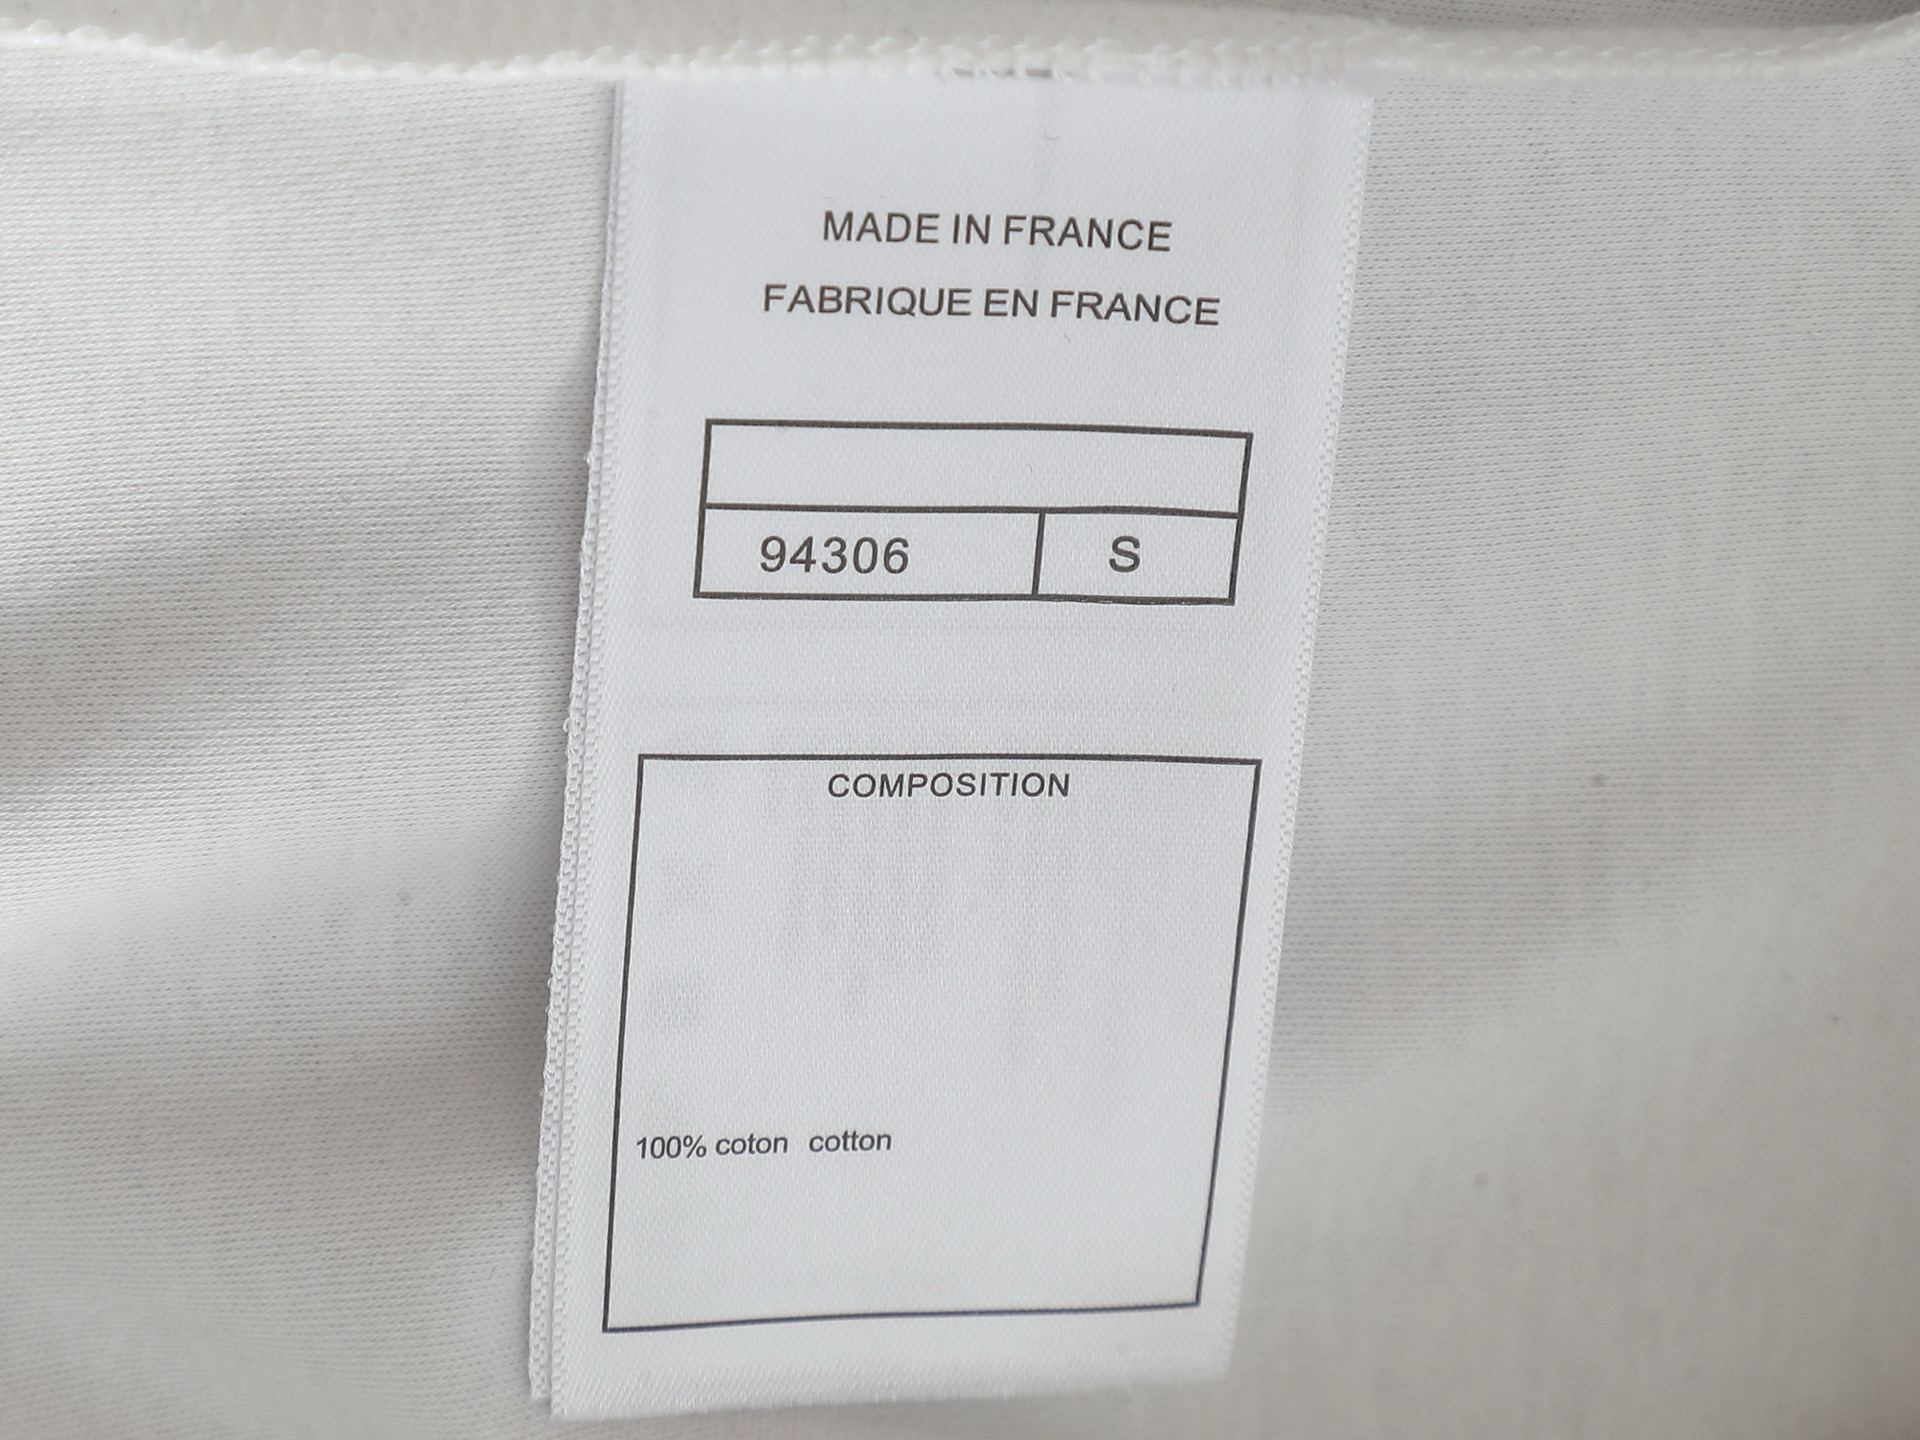 MADE IN FRANCE
FABRIQUE EN FRANCE
94306 S
COMPOSITION
100% coton cotton